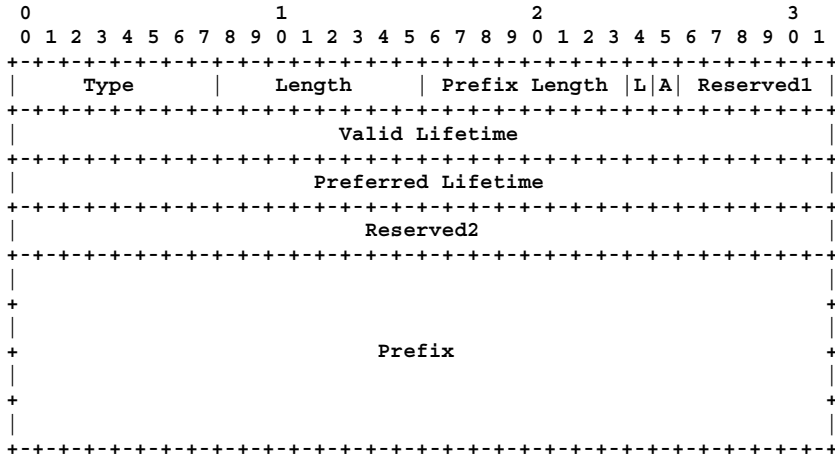 0                   1                   2                   3
 0 1 2 3 4 5 6 7 8 9 0 1 2 3 4 5 6 7 8 9 0 1 2 3 4 5 6 7 8 9 0 1
+-+-+-+-+-+-+-+-+-+-+-+-+-+-+-+-+-+-+-+-+-+-+-+-+-+-+-+-+-+-+-+-+
|     Type      |    Length     | Prefix Length |L|A| Reserved1 |
+-+-+-+-+-+-+-+-+-+-+-+-+-+-+-+-+-+-+-+-+-+-+-+-+-+-+-+-+-+-+-+-+
|                         Valid Lifetime                        |
+-+-+-+-+-+-+-+-+-+-+-+-+-+-+-+-+-+-+-+-+-+-+-+-+-+-+-+-+-+-+-+-+
|                       Preferred Lifetime                      |
+-+-+-+-+-+-+-+-+-+-+-+-+-+-+-+-+-+-+-+-+-+-+-+-+-+-+-+-+-+-+-+-+
|                           Reserved2                           |
+-+-+-+-+-+-+-+-+-+-+-+-+-+-+-+-+-+-+-+-+-+-+-+-+-+-+-+-+-+-+-+-+
|                                                               |
+                                                               +
|                                                               |
+                            Prefix                             +
|                                                               |
+                                                               +
|                                                               |
+-+-+-+-+-+-+-+-+-+-+-+-+-+-+-+-+-+-+-+-+-+-+-+-+-+-+-+-+-+-+-+-+